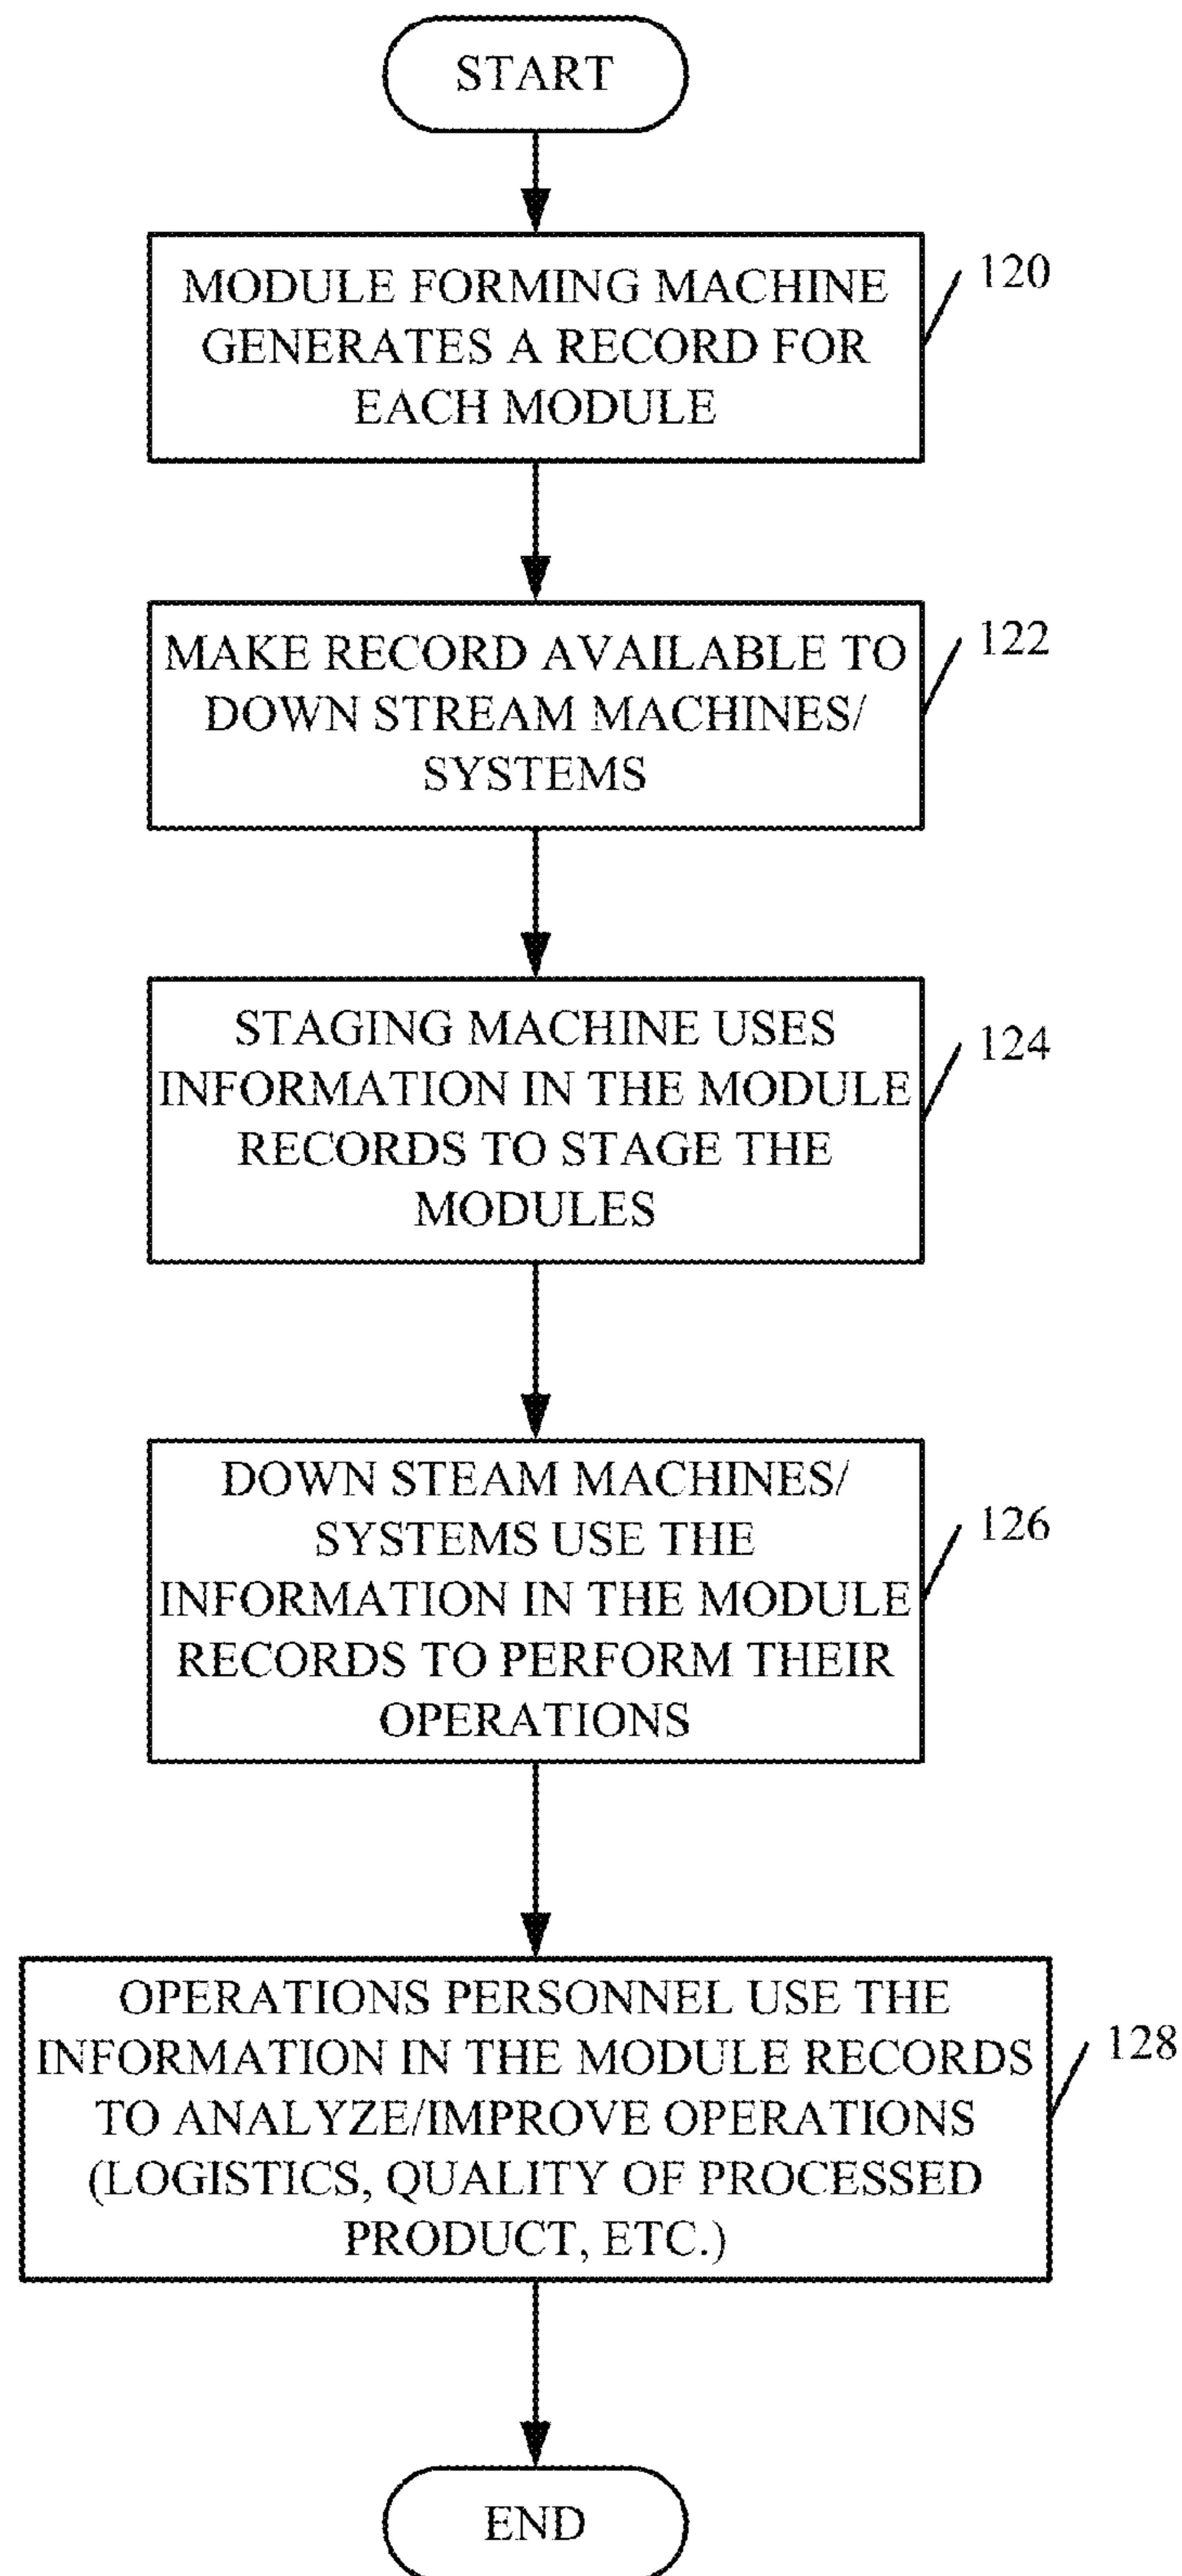 START
MODULE FORMING MACHINE
GENERATES A RECORD FOR
EACH MODULE
120
MAKE RECORD AVAILABLE TO
DOWN STREAM MACHINES/
SYSTEMS
122
STAGING MACHINE USES
INFORMATION IN THE MODULE
RECORDS TO STAGE THE
MODULES
124
DOWN STEAM MACHINES/
SYSTEMS USE THE
INFORMATION IN THE MODULE
RECORDS TO PERFORM THEIR
OPERATIONS
126
OPERATIONS PERSONNEL USE THE
INFORMATION IN THE MODULE RECORDS
TO ANALYZE/IMPROVE OPERATIONS
(LOGISTICS, QUALITY OF PROCESSED
PRODUCT, ETC.)
128
END